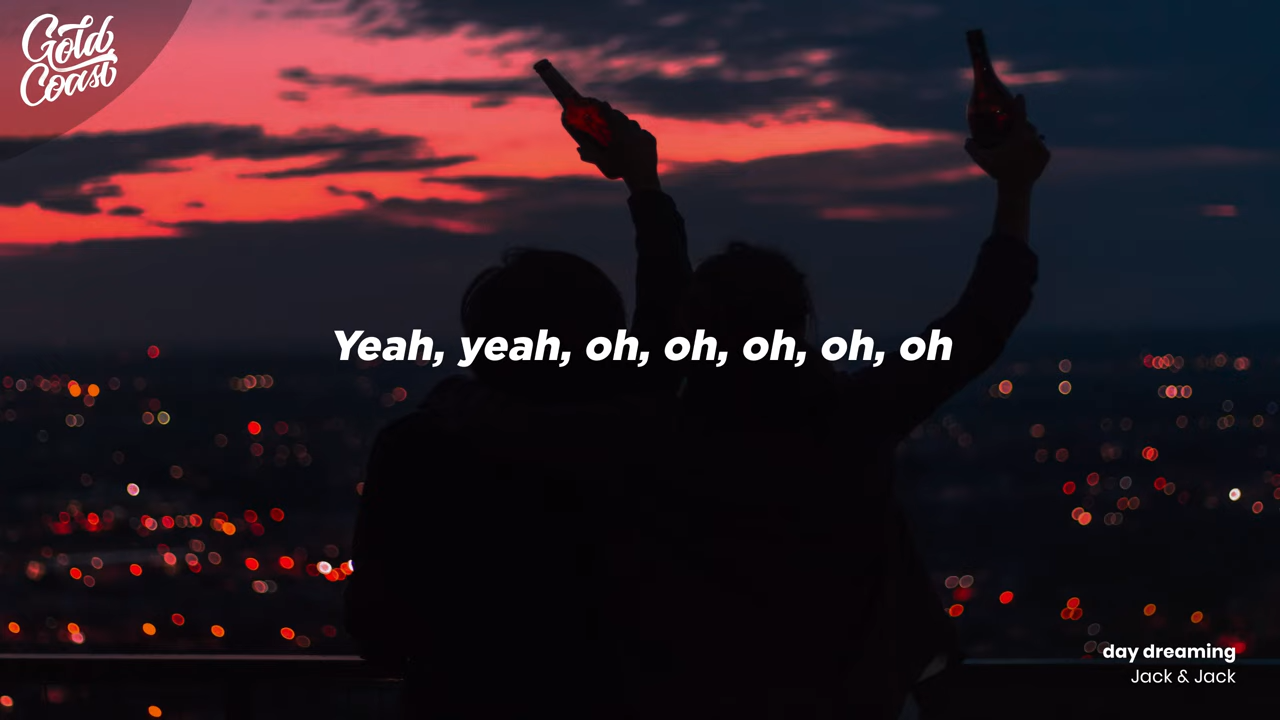 Gold
Coast
Yeah, yeah, oh, oh, oh, oh, oh
day dreaming
Jack & Jack